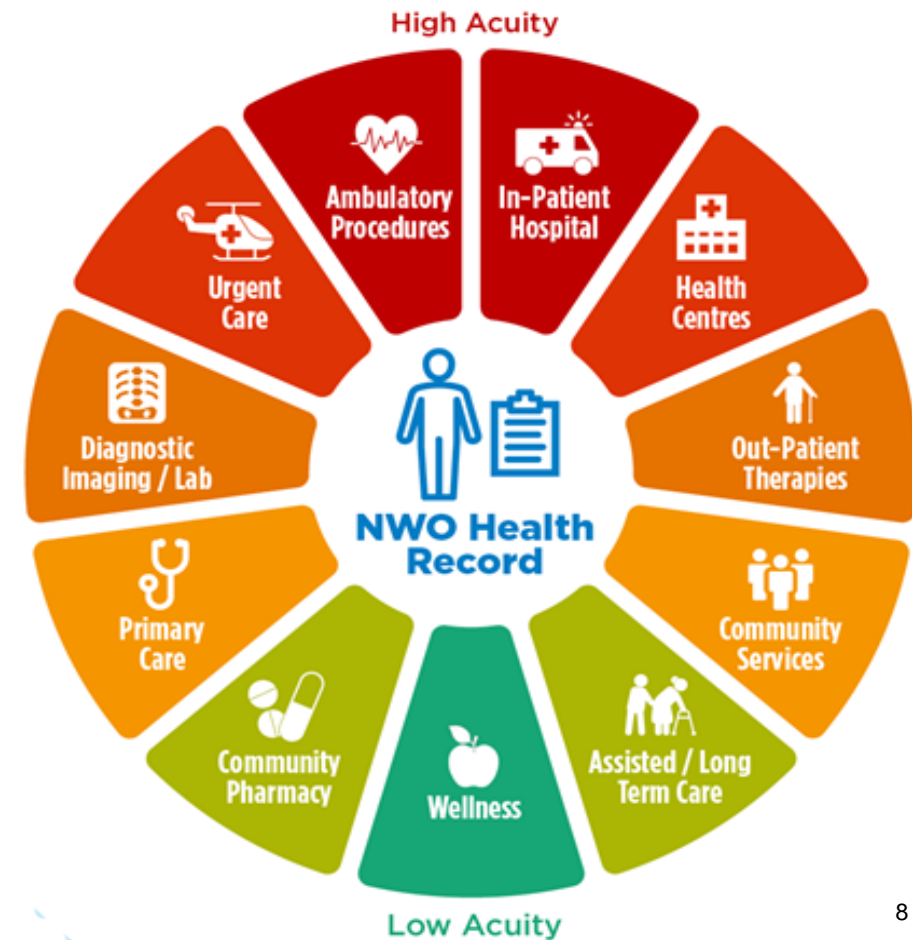 High Acuity
Ambulatory
Procedures
In-Patient
Hospital
Urgent
Care
Health
Centres
Diagnostic
Imaging / Lab
Out-Patient
Therapies
NWO Health
Record
Primary
Care
Community
Services
Community
Pharmacy
Assisted / Long
Term Care
Wellness
Low Acuity
8